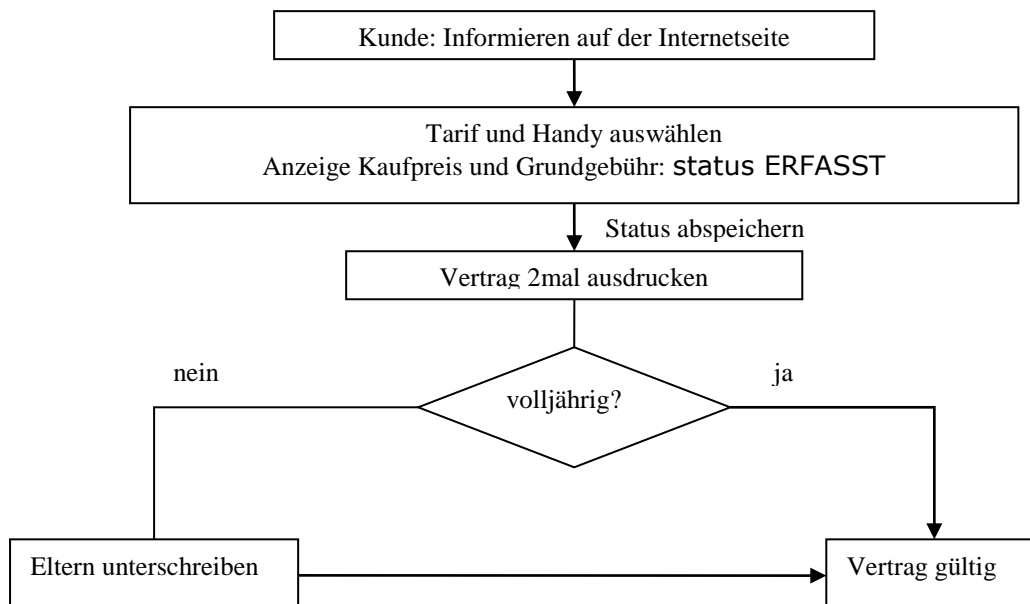 Kunde: Informieren auf der Internetseite
Tarif und Handy auswählen
Anzeige Kaufpreis und Grundgebühr: status ERFASST
Status abspeichern
Vertrag 2mal ausdrucken
nein
ja
volljährig?
Eltern unterschreiben
Vertrag gültig